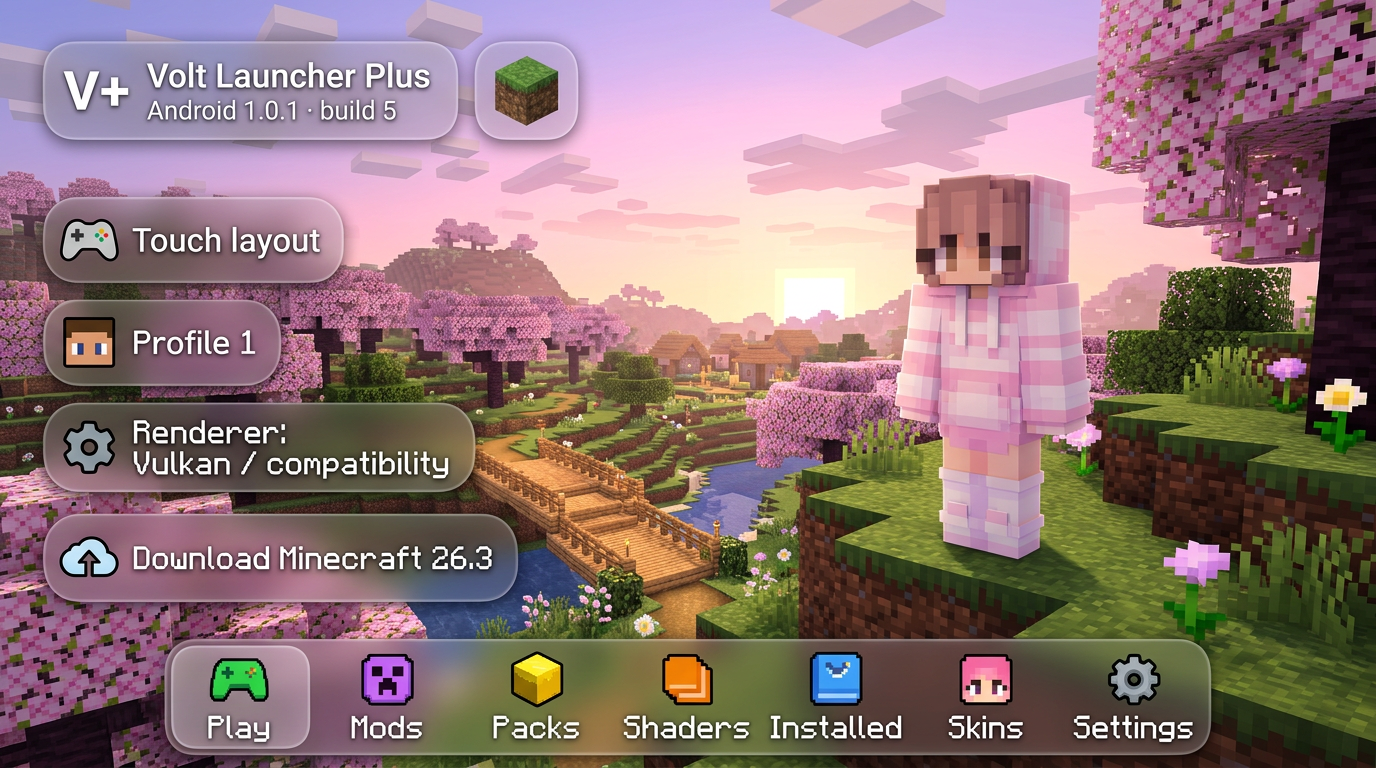 V+
Volt Launcher Plus
Android 1.0.1 · build 5
Touch layout
Profile 1
Renderer:
Vulkan / compatibility
Download Minecraft 26.3
Play
Mods
Packs
Shaders
Installed
Skins
Settings